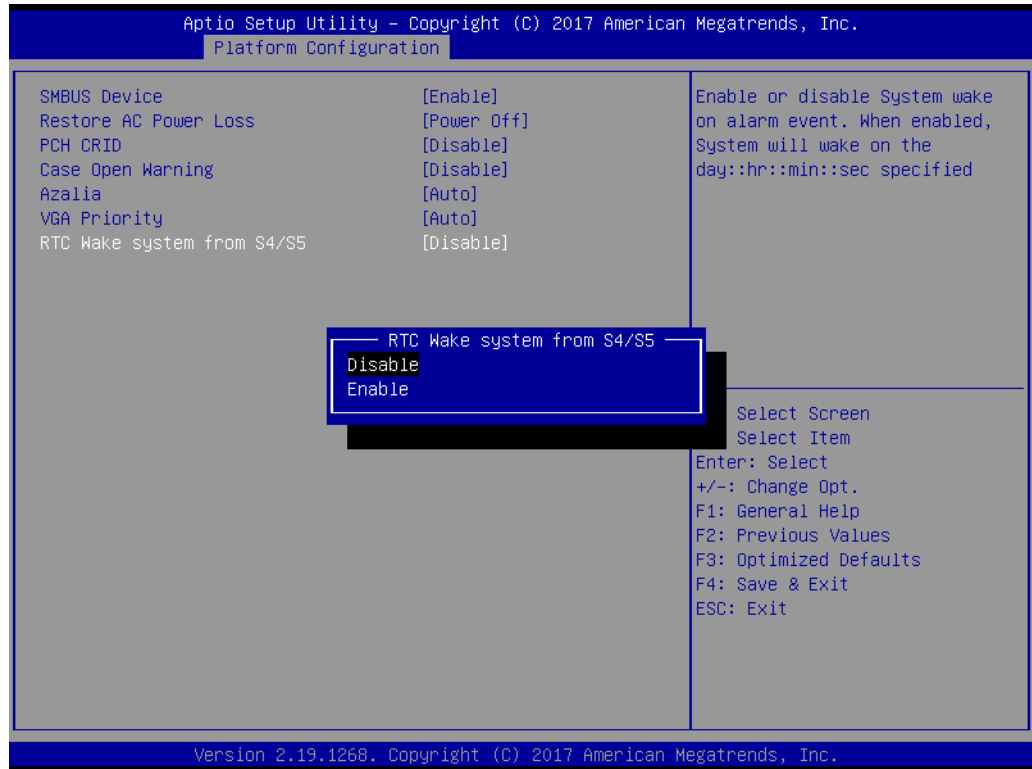 Aptio Setup Utility – Copyright (C) 2017 American Megatrends, Inc.
Platform Configuration
SMBUS Device [Enable]
Restore AC Power Loss [Power Off]
PCH CRID [Disable]
Case Open Warning [Disable]
Azalia [Auto]
VGA Priority [Auto]
RTC Wake system from S4/S5 [Disable]
Enable or disable System wake
on alarm event. When enabled,
System will wake on the
day::hr::min::sec specified
RTC Wake system from S4/S5
Disable
Enable
Select Screen
Select Item
Enter: Select
+/-: Change Opt.
F1: General Help
F2: Previous Values
F3: Optimized Defaults
F4: Save & Exit
ESC: Exit
Version 2.19.1268. Copyright (C) 2017 American Megatrends, Inc.